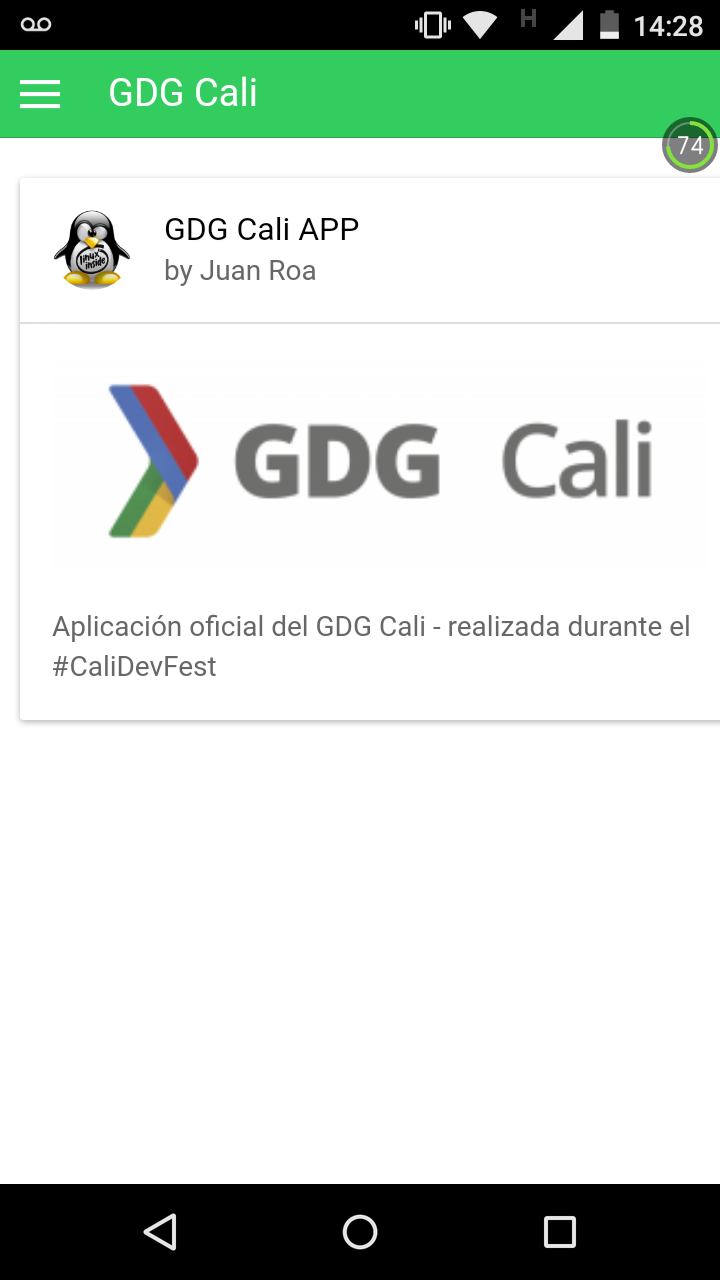 H 14:28
GDG Cali
74
GDG Cali APP
linux
inside
by Juan Roa
GDG Cali
Aplicación oficial del GDG Cali - realizada durante el
#CaliDevFest